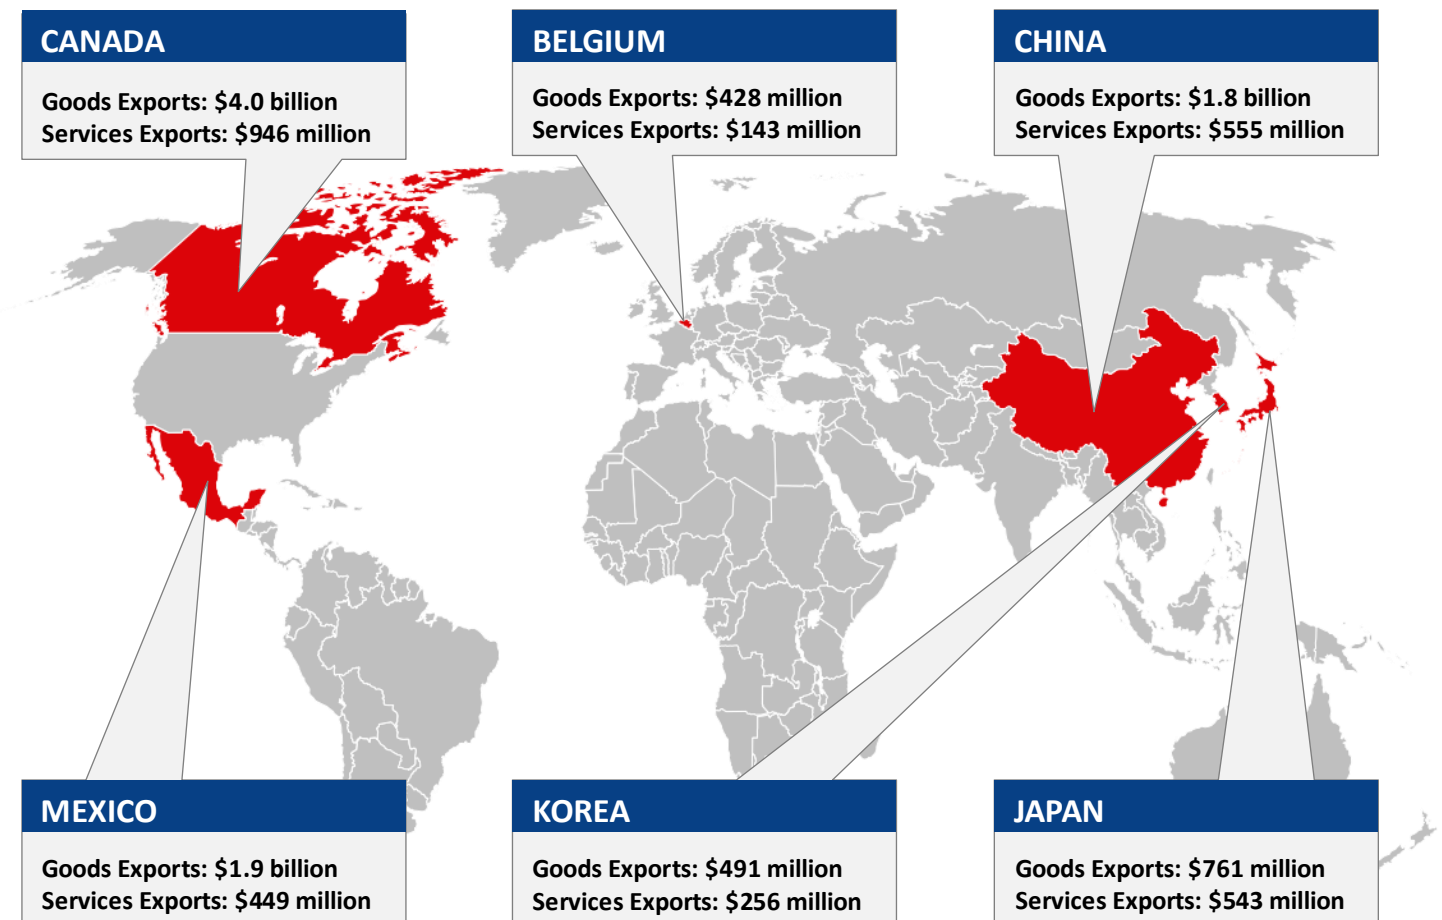 CANADA
Goods Exports: $4.0 billion
Services Exports: $946 million
BELGIUM
Goods Exports: $428 million
Services Exports: $143 million
CHINA
Goods Exports: $1.8 billion
Services Exports: $555 million
MEXICO
Goods Exports: $1.9 billion
Services Exports: $449 million
KOREA
Goods Exports: $491 million
Services Exports: $256 million
JAPAN
Goods Exports: $761 million
Services Exports: $543 million